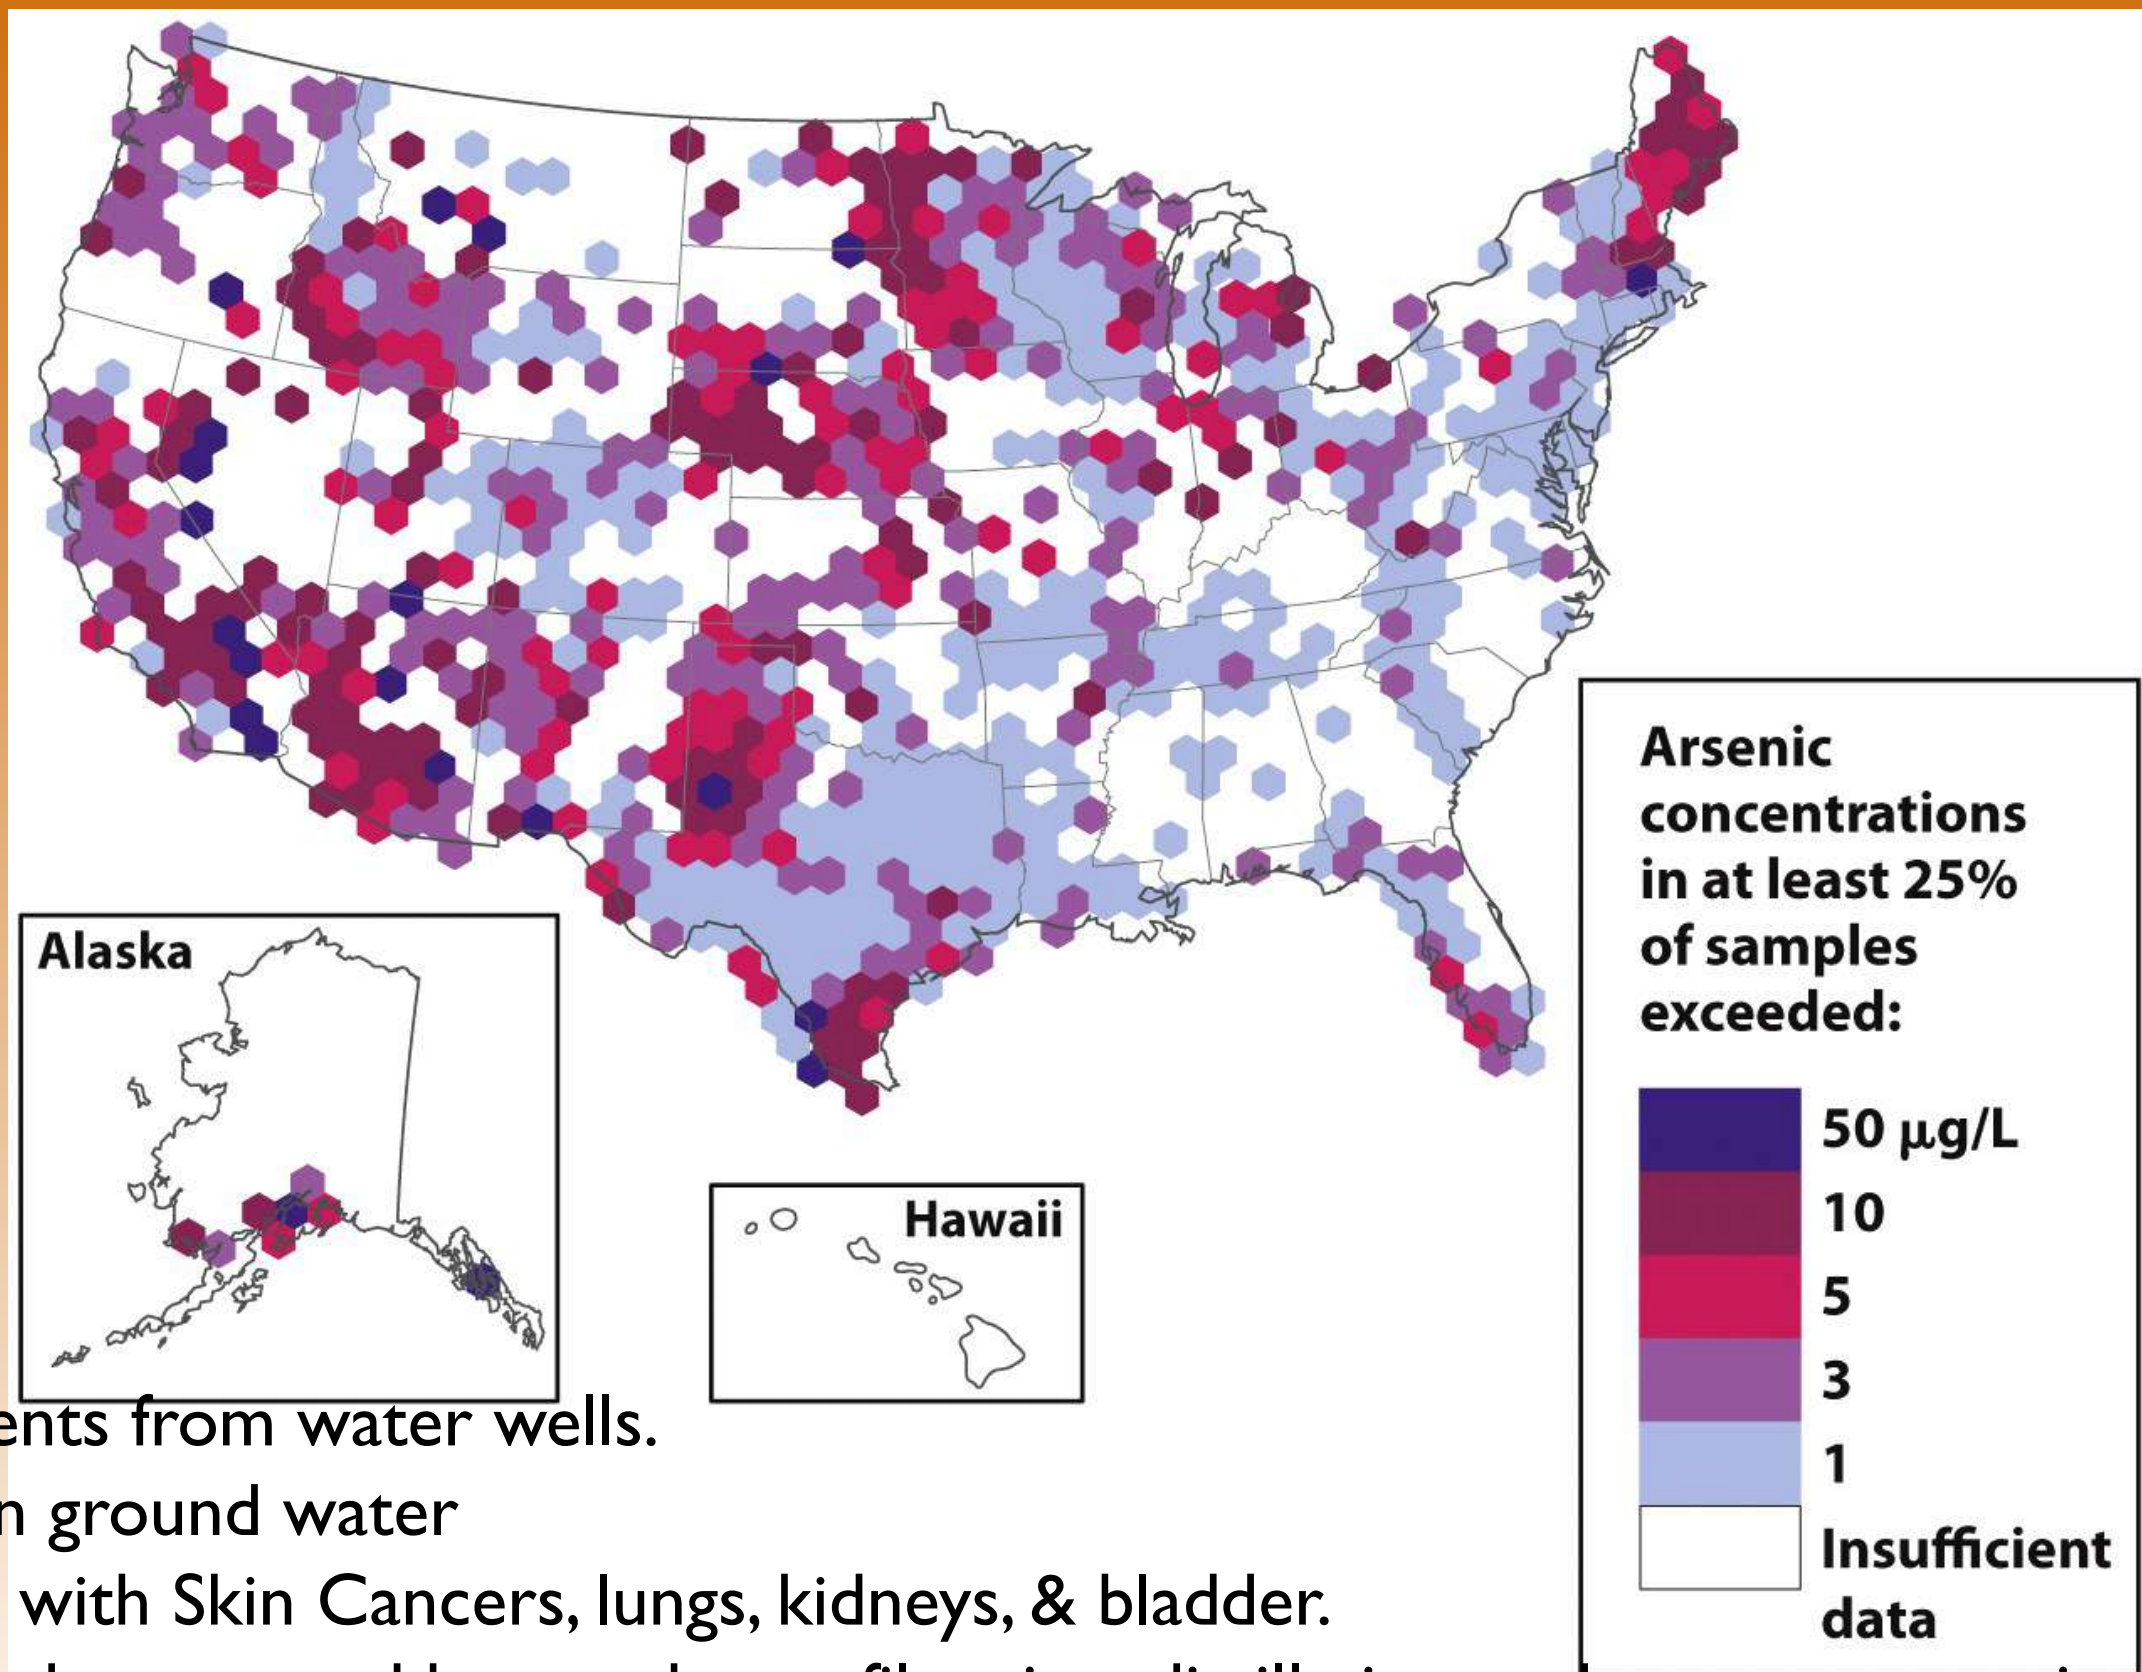 Alaska
Hawaii
Arsenic
concentrations
in at least 25%
of samples
exceeded:
50 µg/L
10
5
3
1
Insufficient
data
from water wells.
ground water
with Skin Cancers, lungs, kidneys, & bladder.